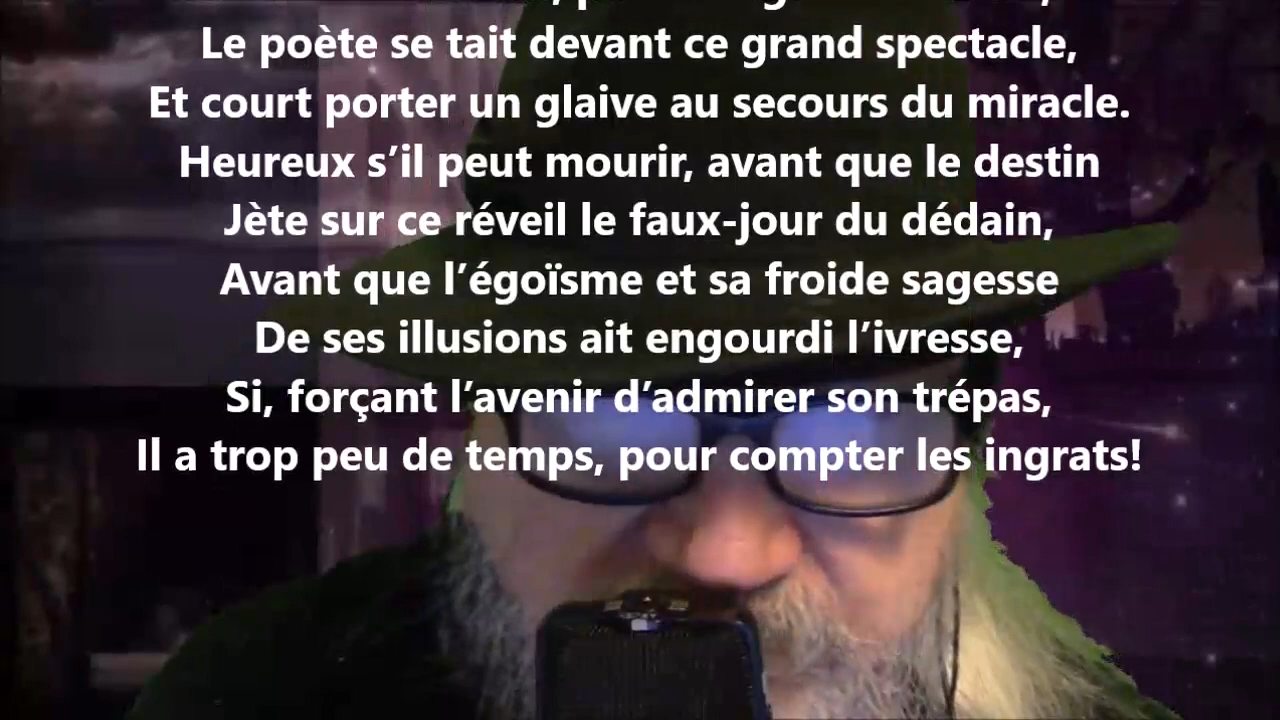 Le poète se tait devant ce grand spectacle,
Et court porter un glaive au secours du miracle.
Heureux s’il peut mourir, avant que le destin
Jète sur ce réveil le faux-jour du dédain,
Avant que l’égoïsme et sa froide sagesse
De ses illusions ait engourdi l’ivresse,
Si, forçant l’avenir d’admirer son trépas,
Il a trop peu de temps, pour compter les ingrats!